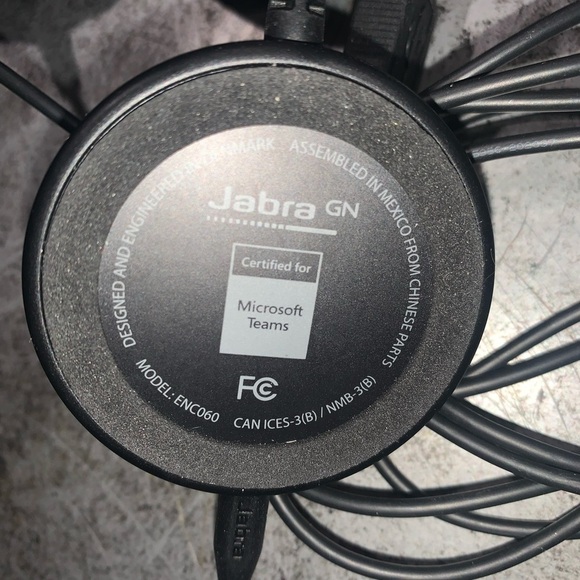 DESIGNED AND ENGINEERED IN DENMARK
ASSEMBLED IN MEXICO FROM CHINESE PARTS
Jabra GN
Certified for
Microsoft
Teams
FC
MODEL: ENC060
CAN ICES-3(B) / NMB-3(B)
Jabra